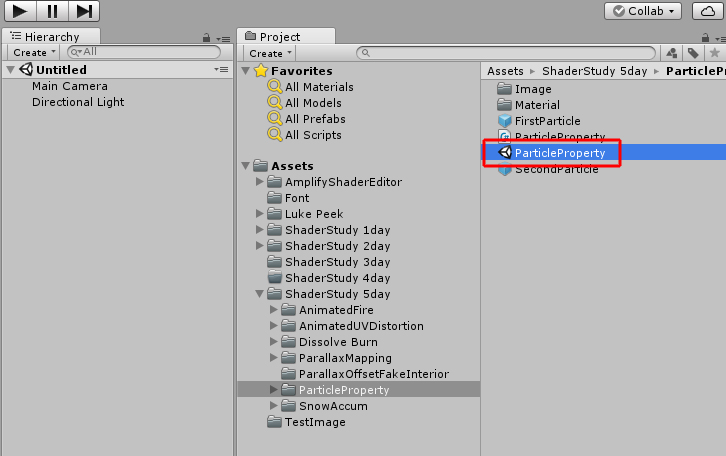 Collab
Hierarchy
Create
All
Untitled
Main Camera
Directional Light
Project
Create
Favorites
All Materials
All Models
All Prefabs
All Scripts
Assets
AmplifyShaderEditor
Font
Luke Peek
ShaderStudy 1day
ShaderStudy 2day
ShaderStudy 3day
ShaderStudy 4day
ShaderStudy 5day
AnimatedFire
AnimatedUVDistortion
Dissolve Burn
ParallaxMapping
ParallaxOffsetFakeInterior
ParticleProperty
SnowAccum
TestImage
Assets ShaderStudy 5day ParticleP
Image
Material
FirstParticle
ParticleProperty
ParticleProperty
SecondParticle